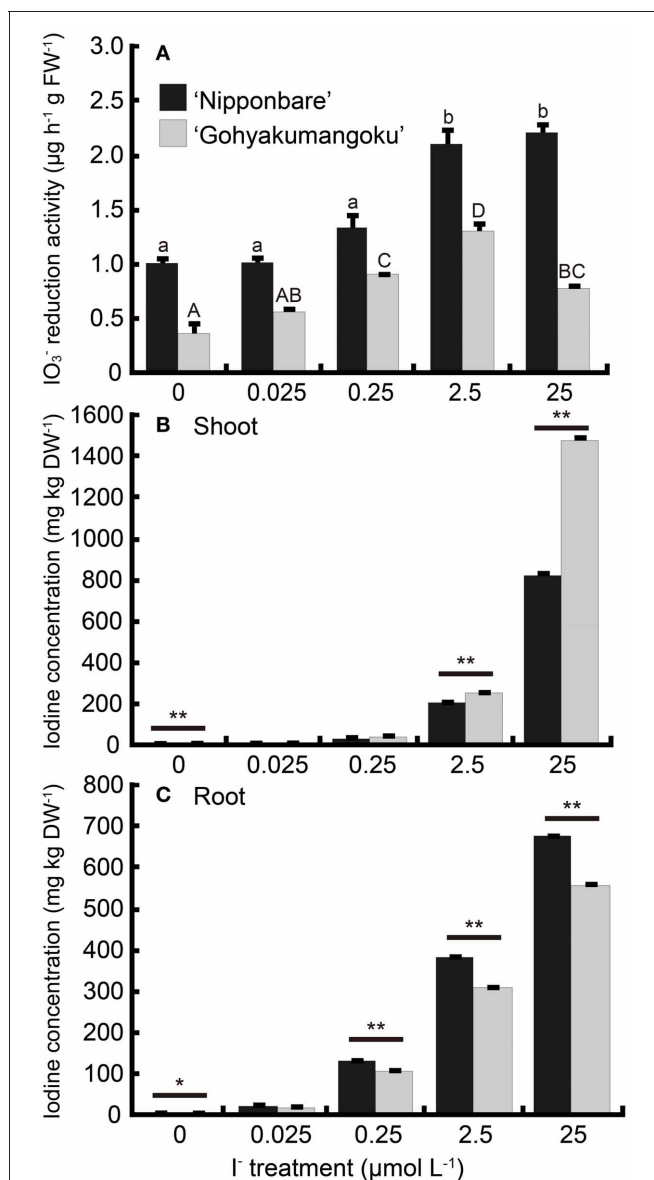 A
IO₃⁻ reduction activity (µg h⁻¹ g FW⁻¹)
3.0
2.5
2.0
1.5
1.0
0.5
0
'Nipponbare'
'Gohyakumangoku'
a
A
a
AB
a
C
b
D
b
BC
0 0.025 0.25 2.5 25
B Shoot
Iodine concentration (mg kg DW⁻¹)
1600
1400
1200
1000
800
600
400
200
0
**
**
**
0 0.025 0.25 2.5 25
C Root
Iodine concentration (mg kg DW⁻¹)
800
700
600
500
400
300
200
100
0
*
**
**
**
0 0.025 0.25 2.5 25
I⁻ treatment (µmol L⁻¹)